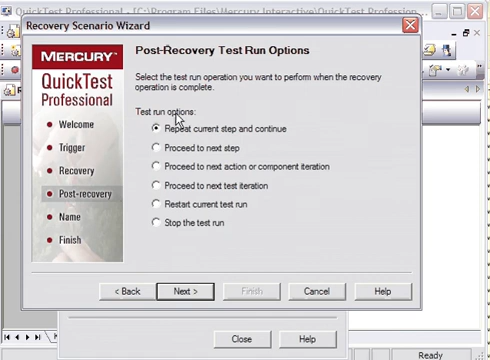 QuickTest Professional - [C:\Program Files\Mercury Interactive\QuickTest Professional
Recovery Scenario Wizard
MERCURY
QuickTest
Professional
Welcome
Trigger
Recovery
Post-recovery
Name
Finish
Post-Recovery Test Run Options
Select the test run operation you want to perform when the recovery
operation is complete.
Test run options:
Repeat current step and continue
Proceed to next step
Proceed to next action or component iteration
Proceed to next test iteration
Restart current test run
Stop the test run
< Back
Next >
Finish
Cancel
Help
Close
Help
Ready